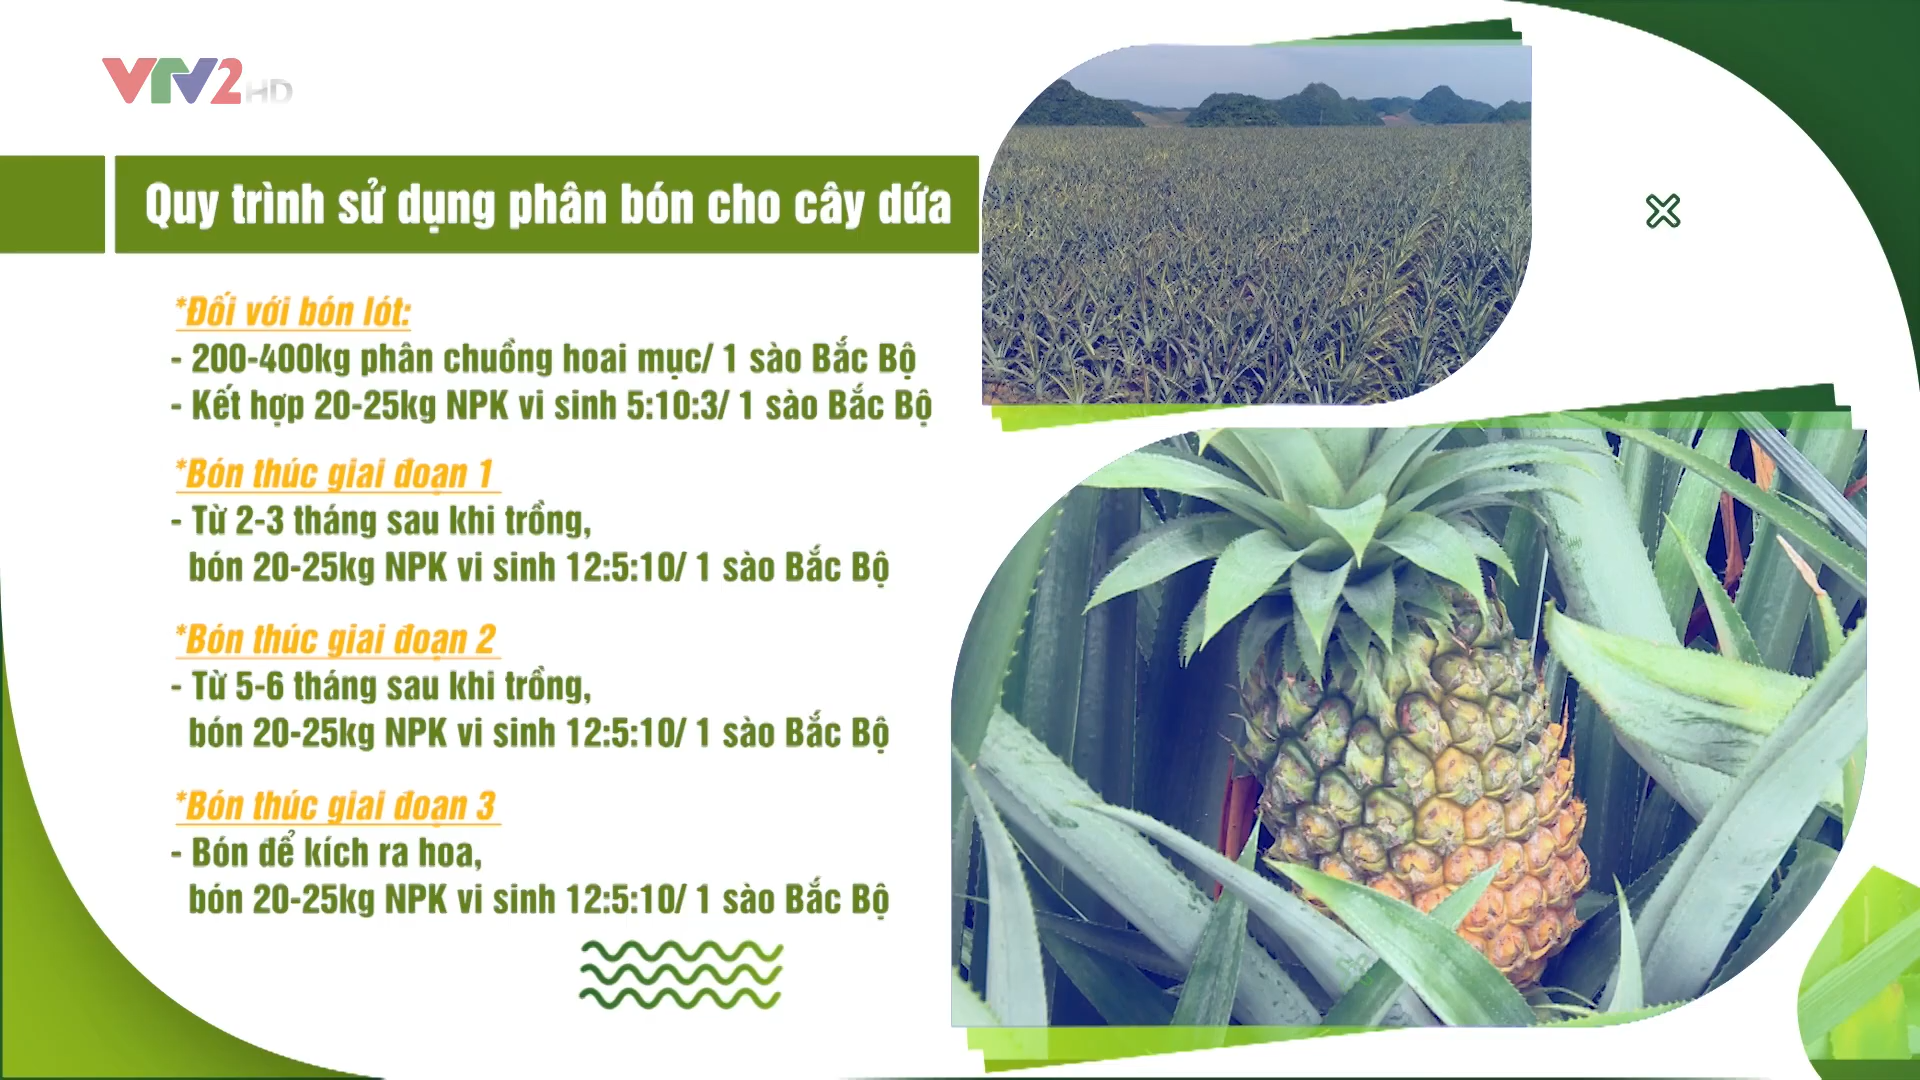 VTV2 HD
Quy trình sử dụng phân bón cho cây dứa
*Đối với bón lót:
- 200-400kg phân chuồng hoai mục/ 1 sào Bắc Bộ
- Kết hợp 20-25kg NPK vi sinh 5:10:3/ 1 sào Bắc Bộ
*Bón thúc giai đoạn 1
- Từ 2-3 tháng sau khi trồng,
bón 20-25kg NPK vi sinh 12:5:10/ 1 sào Bắc Bộ
*Bón thúc giai đoạn 2
- Từ 5-6 tháng sau khi trồng,
bón 20-25kg NPK vi sinh 12:5:10/ 1 sào Bắc Bộ
*Bón thúc giai đoạn 3
- Bón để kích ra hoa,
bón 20-25kg NPK vi sinh 12:5:10/ 1 sào Bắc Bộ